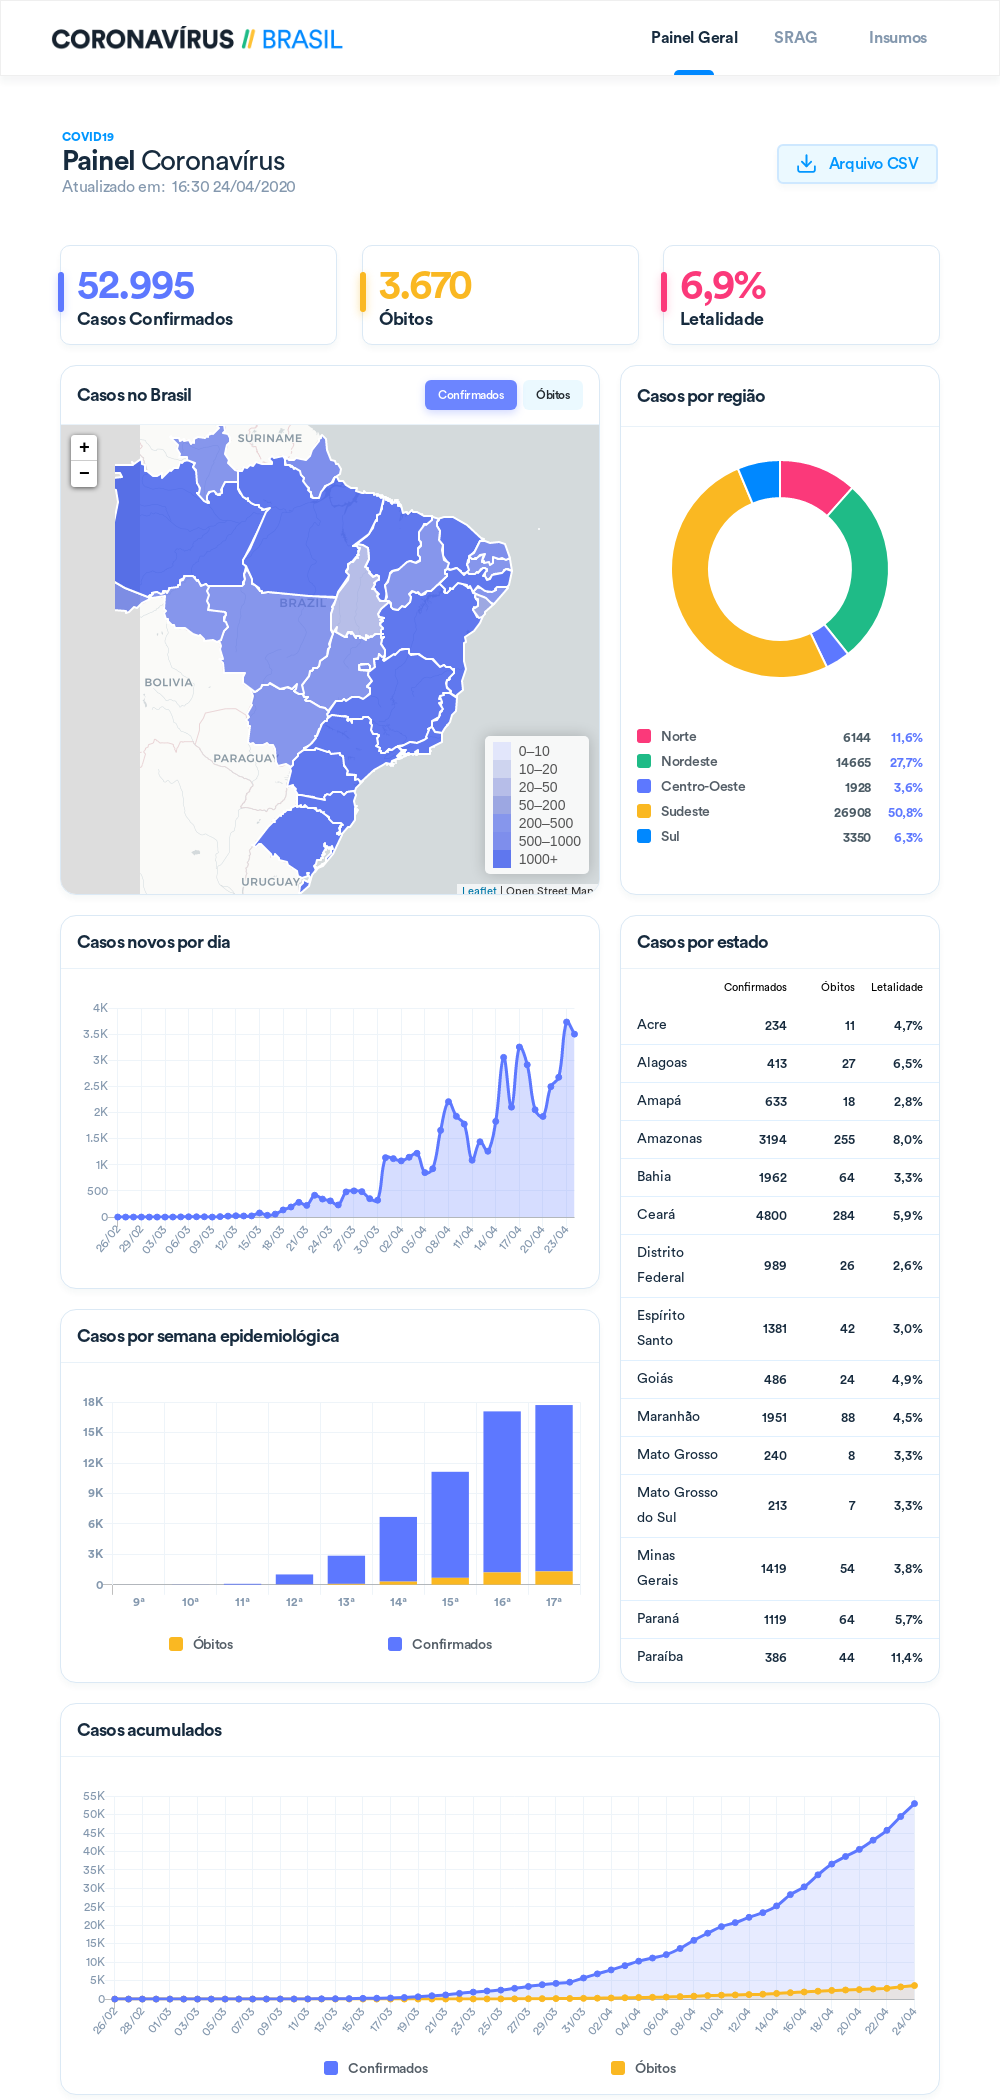 CORONAVÍRUS // BRASIL
Painel Geral SRAG Insumos
COVID19
Painel Coronavírus
Atualizado em: 16:30 24/04/2020
Arquivo CSV
52.995
Casos Confirmados
3.670
Óbitos
6,9%
Letalidade
Casos no Brasil
Confirmados Óbitos
+
−
SURINAME
BRAZIL
BOLIVIA
PARAGUAY
URUGUAY
0–10
10–20
20–50
50–200
200–500
500–1000
1000+
Leaflet | Open Street Map
Casos por região
Norte 6144 11,6%
Nordeste 14665 27,7%
Centro-Oeste 1928 3,6%
Sudeste 26908 50,8%
Sul 3350 6,3%
Casos novos por dia
4K
3.5K
3K
2.5K
2K
1.5K
1K
500
0
26/02 29/02 03/03 06/03 09/03 12/03 15/03 18/03 21/03 24/03 27/03 30/03 02/04 05/04 08/04 11/04 14/04 17/04 20/04 23/04
Casos por semana epidemiológica
18K
15K
12K
9K
6K
3K
0
9ª 10ª 11ª 12ª 13ª 14ª 15ª 16ª 17ª
Óbitos Confirmados
Casos por estado
Confirmados Óbitos Letalidade
Acre 234 11 4,7%
Alagoas 413 27 6,5%
Amapá 633 18 2,8%
Amazonas 3194 255 8,0%
Bahia 1962 64 3,3%
Ceará 4800 284 5,9%
Distrito
Federal 989 26 2,6%
Espírito
Santo 1381 42 3,0%
Goiás 486 24 4,9%
Maranhão 1951 88 4,5%
Mato Grosso 240 8 3,3%
Mato Grosso
do Sul 213 7 3,3%
Minas
Gerais 1419 54 3,8%
Paraná 1119 64 5,7%
Paraíba 386 44 11,4%
Casos acumulados
55K
50K
45K
40K
35K
30K
25K
20K
15K
10K
5K
0
26/02 28/02 01/03 03/03 05/03 07/03 09/03 11/03 13/03 15/03 17/03 19/03 21/03 23/03 25/03 27/03 29/03 31/03 02/04 04/04 06/04 08/04 10/04 12/04 14/04 16/04 18/04 20/04 22/04 24/04
Confirmados Óbitos